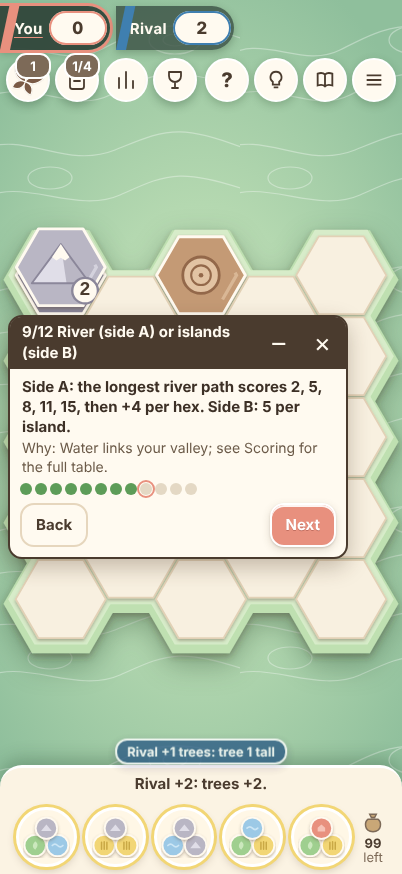 You 0 Rival 2
1 1/4 ?
2
9/12 River (side A) or islands
(side B)
Side A: the longest river path scores 2, 5,
8, 11, 15, then +4 per hex. Side B: 5 per
island.
Why: Water links your valley; see Scoring for
the full table.
Back Next
Rival +1 trees: tree 1 tall
Rival +2: trees +2.
99
left